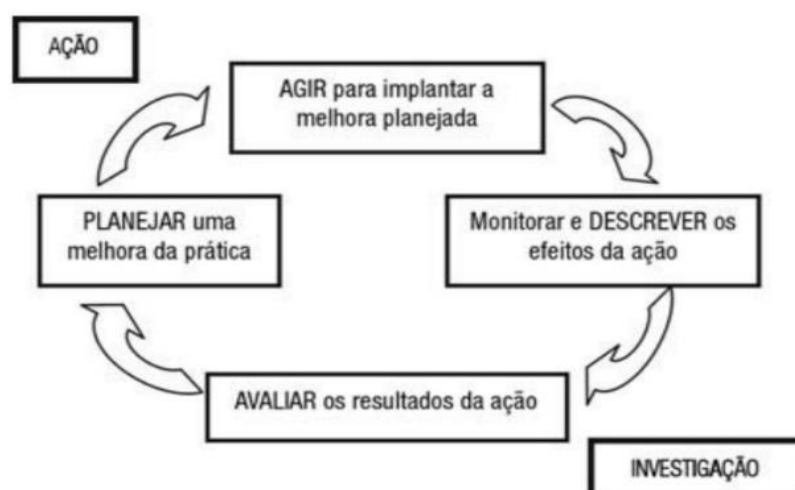 AÇÃO
AGIR para implantar a
melhora planejada
PLANEJAR uma
melhora da prática
Monitorar e DESCREVER os
efeitos da ação
AVALIAR os resultados da ação
INVESTIGAÇÃO